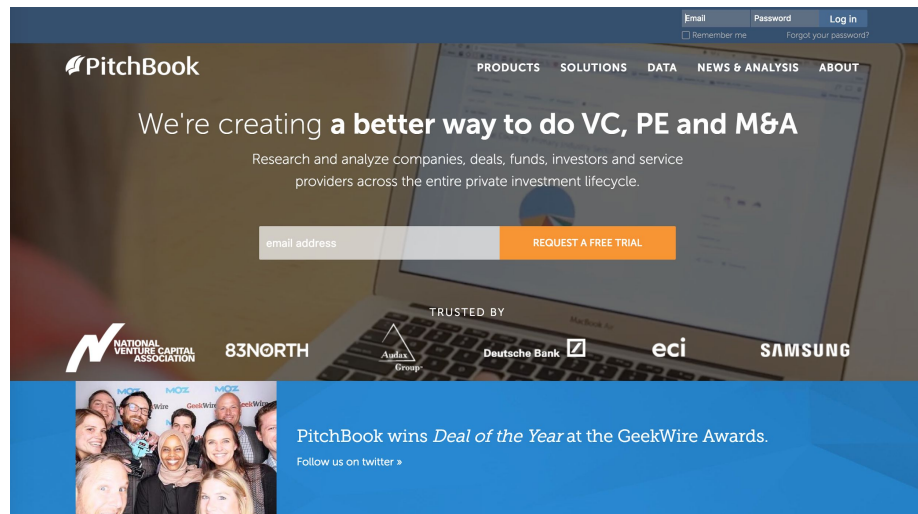 Email Password Log in
Remember me Forgot your password?
PitchBook
PRODUCTS SOLUTIONS DATA NEWS & ANALYSIS ABOUT
We're creating a better way to do VC, PE and M&A
Research and analyze companies, deals, funds, investors and service
providers across the entire private investment lifecycle.
email address REQUEST A FREE TRIAL
TRUSTED BY
MacBook Air
NATIONAL
VENTURE CAPITAL
ASSOCIATION
83NORTH
Audax
Group
Deutsche Bank
eci
SAMSUNG
MOZ MOZ MOZ
Wire GeekWire eekWire
PitchBook wins Deal of the Year at the GeekWire Awards.
Follow us on twitter »